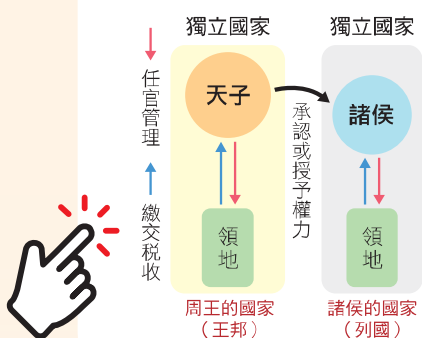 獨立國家
獨立國家
任官管理
繳交税收
天子
領地
承認或授予權力
諸侯
領地
周王的國家
（王邦）
諸侯的國家
（列國）